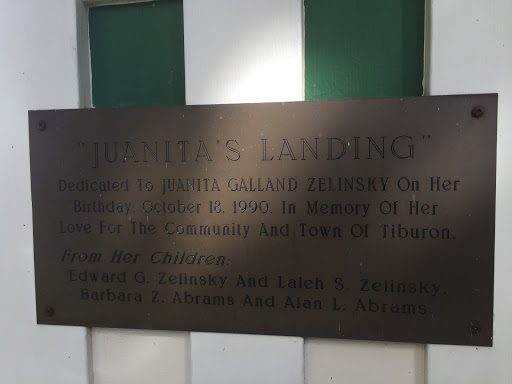 "JUANITA'S LANDING"
Dedicated To JUANITA GALLAND ZELINSKY On Her
Birthday, October 18, 1990, In Memory Of Her
Love For The Community And Town Of Tiburon.
From Her Children:
Edward G. Zelinsky And Laleh S. Zelinsky,
Barbara Z. Abrams And Alan L. Abrams.